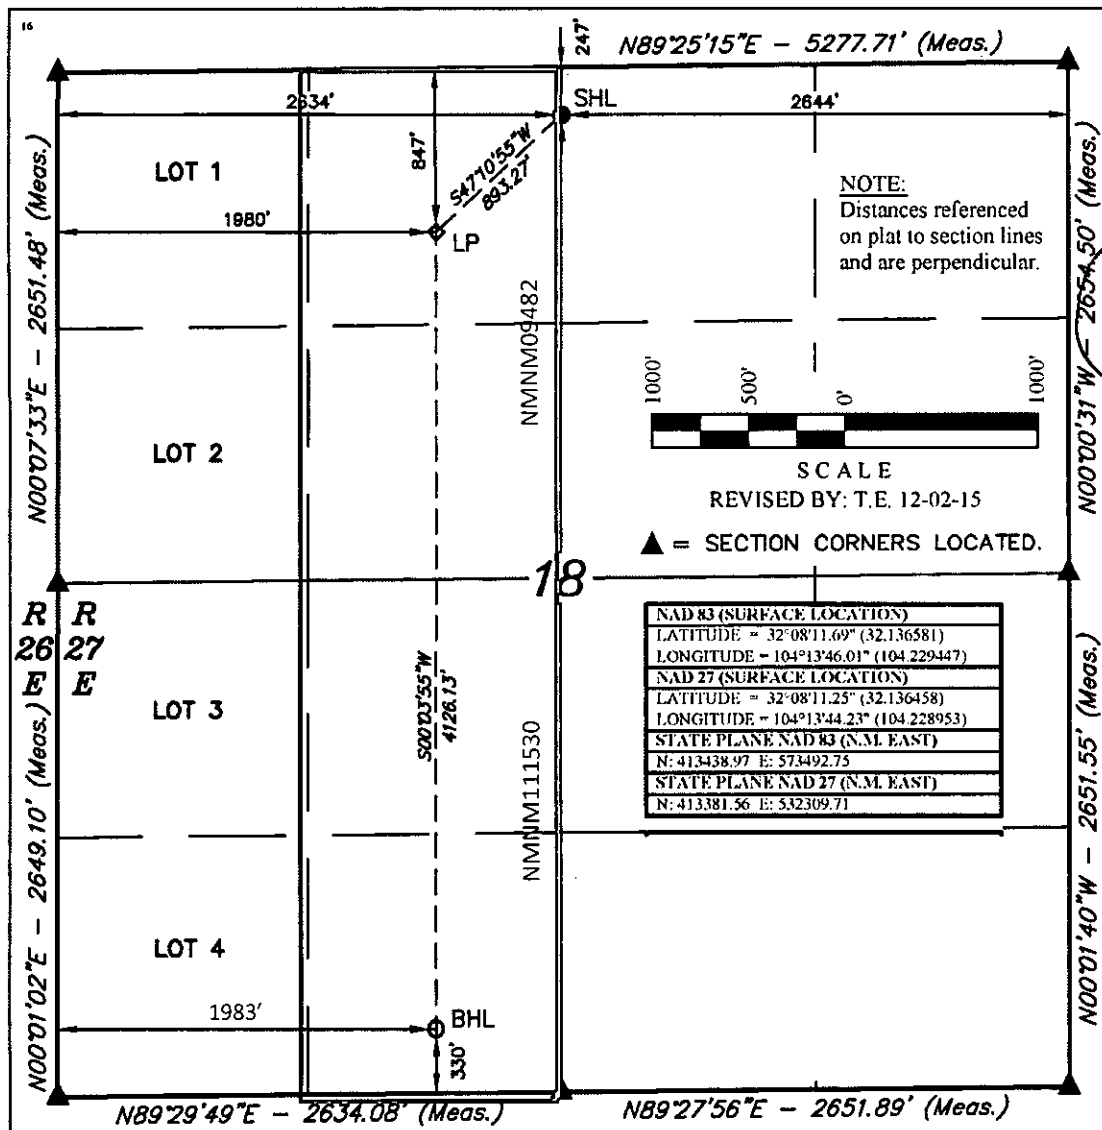 16
N89°25'15"E - 5277.71' (Meas.)
247'
2634'
SHL
2644'
LOT 1
847'
S47°10'55"W
893.27'
1980'
LP
NOTE:
Distances referenced
on plat to section lines
and are perpendicular.
N00°07'33"E - 2651.48' (Meas.)
N00°00'31"W - 2654.50' (Meas.)
NMNM09482
LOT 2
1000'
500'
0'
1000'
SCALE
REVISED BY: T.E. 12-02-15
▲ = SECTION CORNERS LOCATED.
18
R R
26 27
E E
NAD 83 (SURFACE LOCATION)
LATITUDE = 32°08'11.69" (32.136581)
LONGITUDE = 104°13'46.01" (104.229447)
NAD 27 (SURFACE LOCATION)
LATITUDE = 32°08'11.25" (32.136458)
LONGITUDE = 104°13'44.23" (104.228953)
STATE PLANE NAD 83 (N.M. EAST)
N: 413438.97 E: 573492.75
STATE PLANE NAD 27 (N.M. EAST)
N: 413381.56 E: 532309.71
LOT 3
S00°03'55"W
4126.13'
NMNM111530
N00°01'02"E - 2649.10' (Meas.)
N00°01'40"W - 2651.55' (Meas.)
LOT 4
1983'
BHL
330'
N89°29'49"E - 2634.08' (Meas.)
N89°27'56"E - 2651.89' (Meas.)